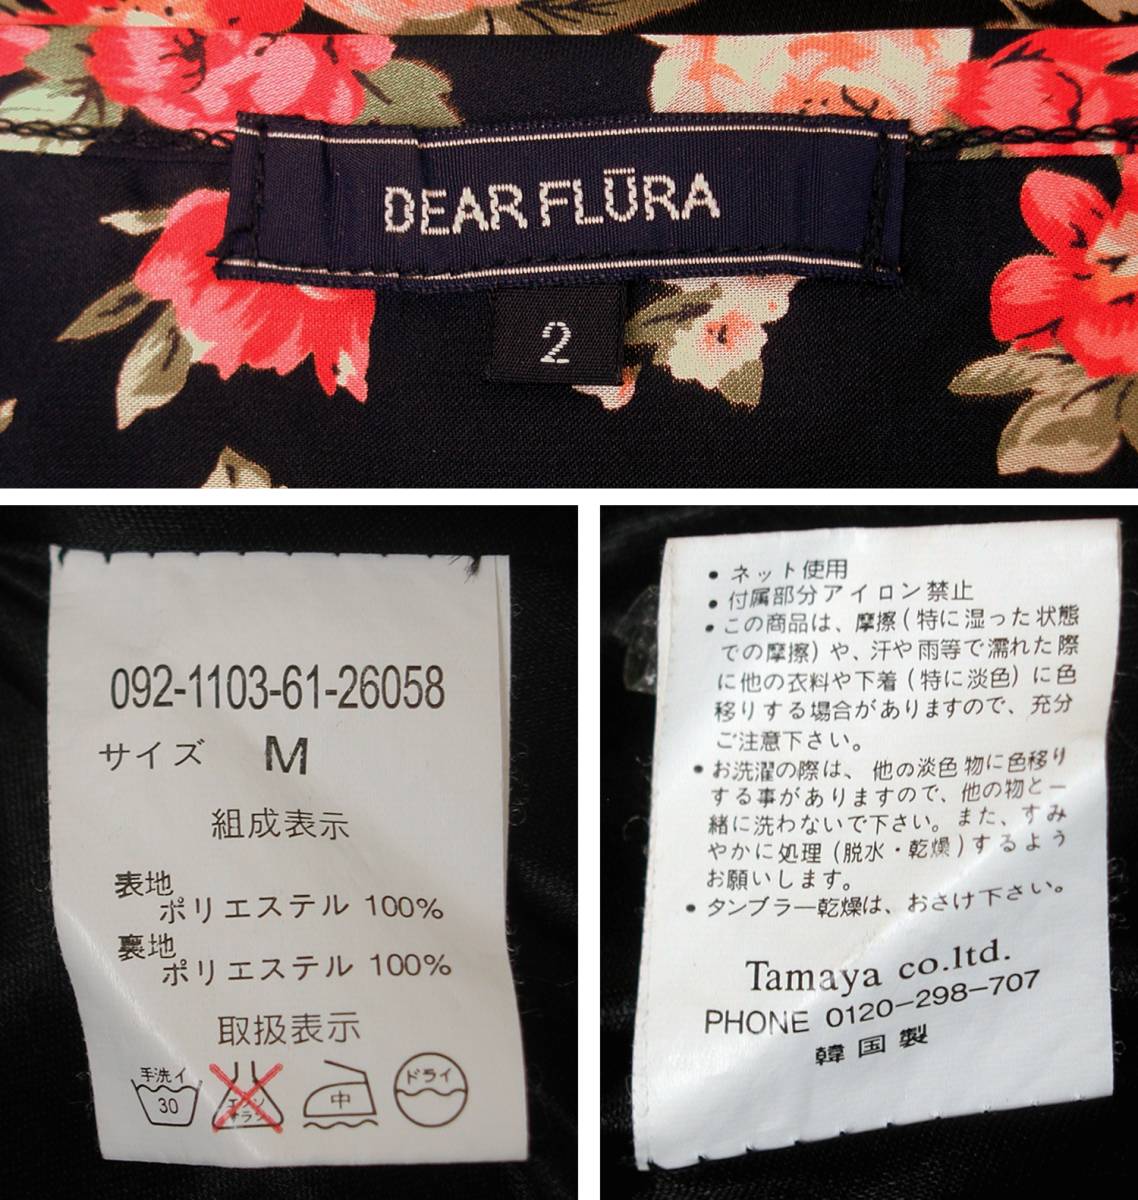 DEAR FLŪRA
2
092-1103-61-26058
サイズ M
組成表示
表地
ポリエステル 100%
裏地
ポリエステル 100%
取扱表示
手洗イ
30
エンソ
サラシ
中
ドライ
• ネット使用
• 付属部分アイロン禁止
• この商品は、摩擦(特に湿った状態
での摩擦)や、汗や雨等で濡れた際
に他の衣料や下着(特に淡色)に色
移りする場合がありますので、充分
ご注意下さい。
• お洗濯の際は、他の淡色物に色移り
する事がありますので、他の物と一
緒に洗わないで下さい。また、すみ
やかに処理(脱水・乾燥)するよう
お願いします。
• タンブラー乾燥は、おさけ下さい。
Tamaya co.ltd.
PHONE 0120-298-707
韓国製